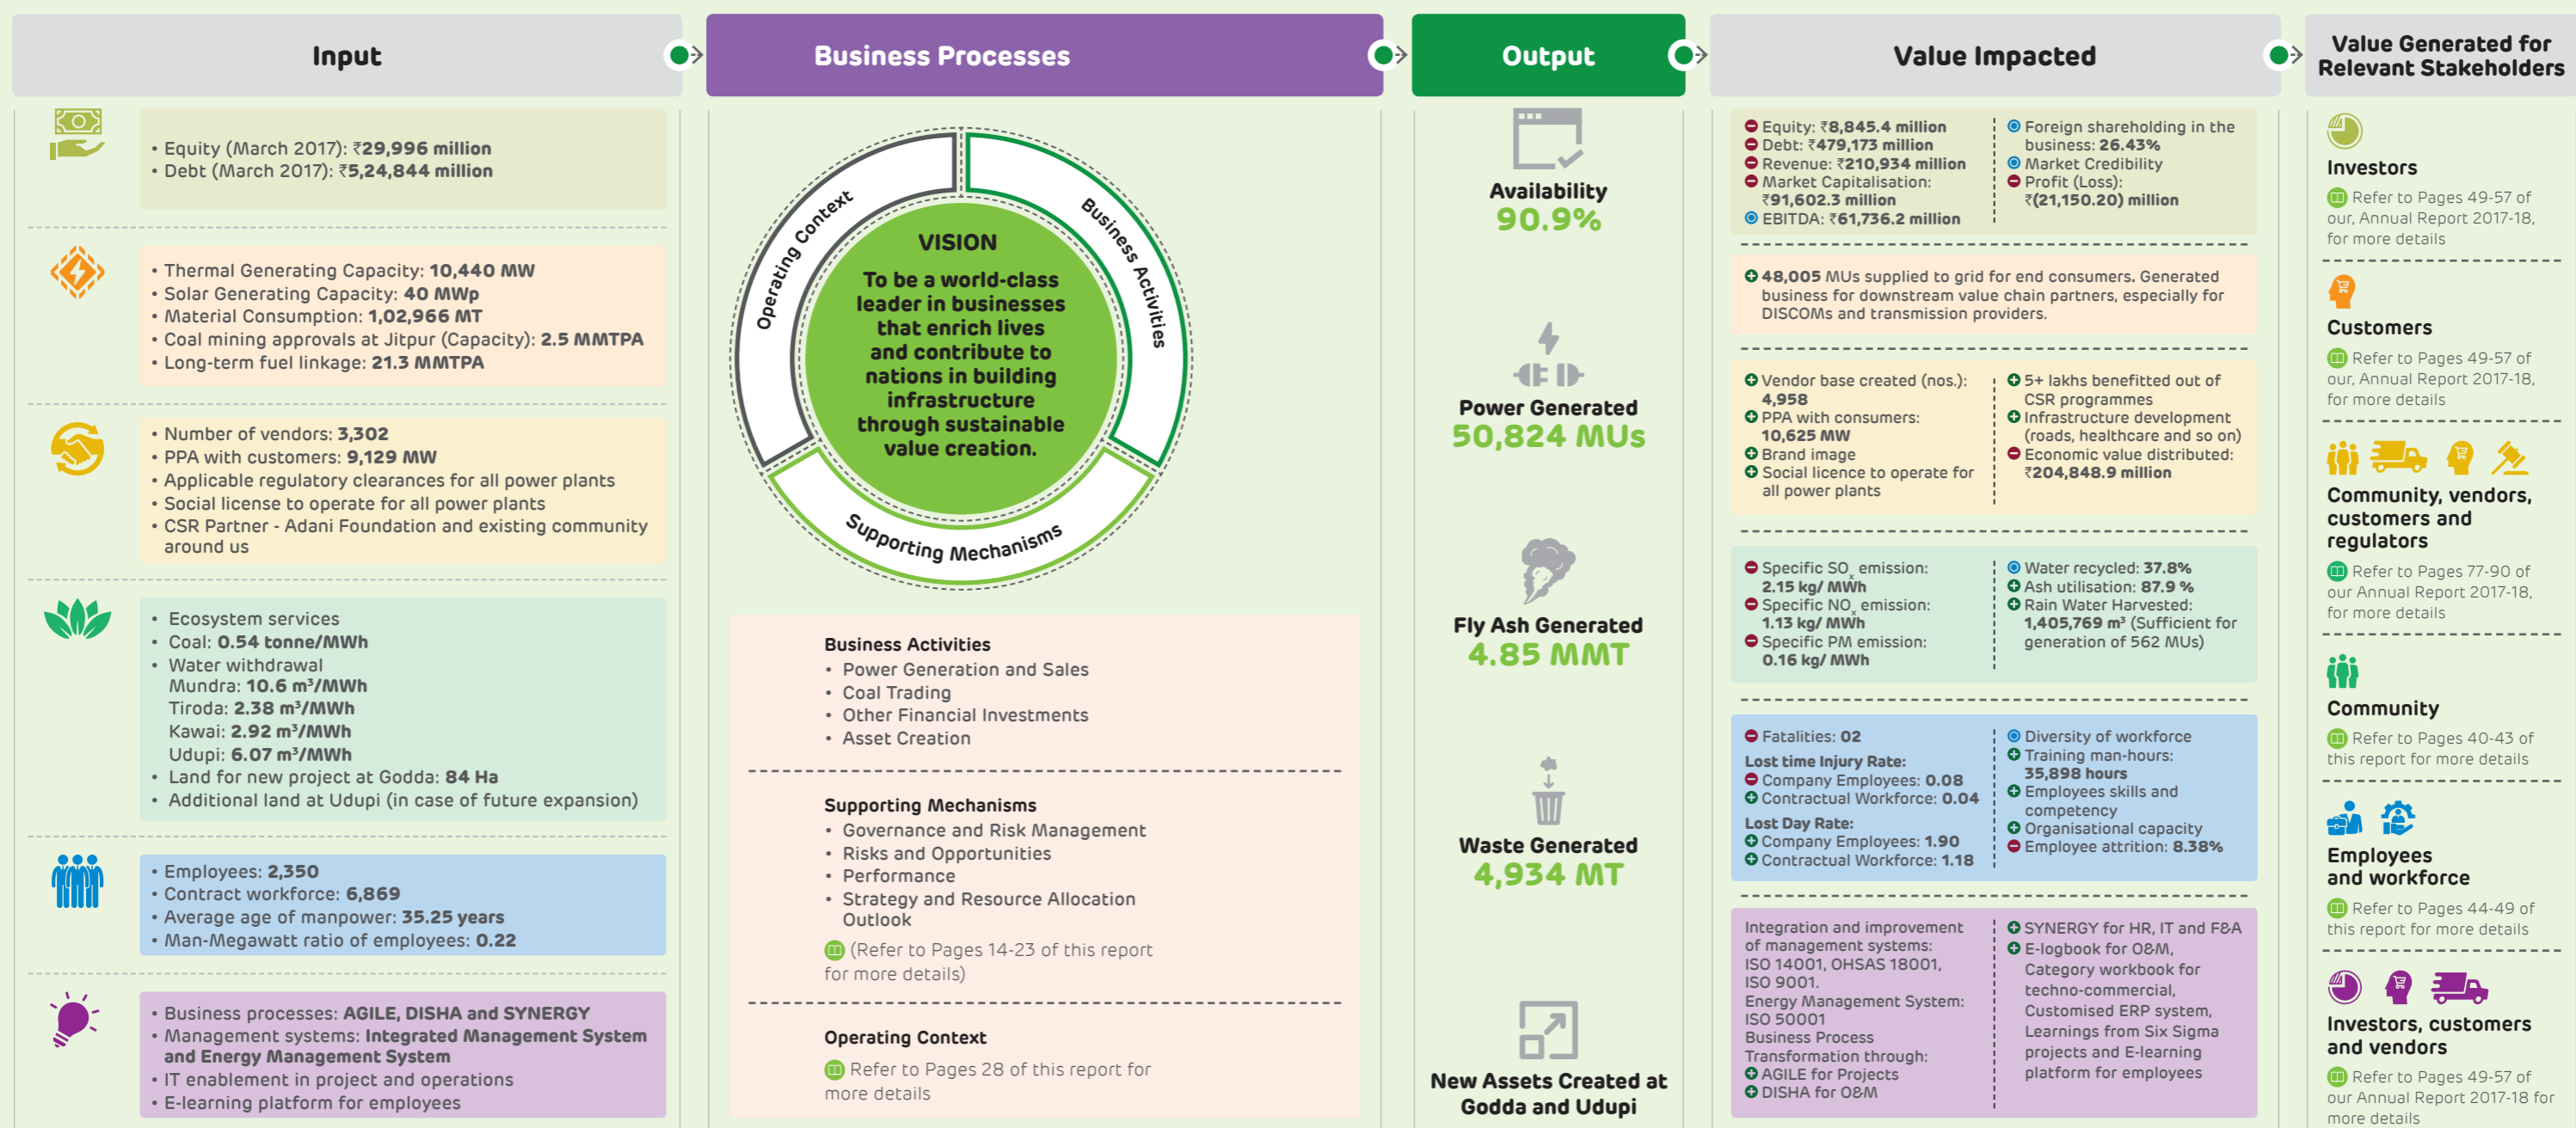 Input
Business Processes
Output
Value Impacted
Value Generated for
Relevant Stakeholders
• Equity (March 2017): ₹29,996 million
• Debt (March 2017): ₹5,24,844 million
• Thermal Generating Capacity: 10,440 MW
• Solar Generating Capacity: 40 MWp
• Material Consumption: 1,02,966 MT
• Coal mining approvals at Jitpur (Capacity): 2.5 MMTPA
• Long-term fuel linkage: 21.3 MMTPA
• Number of vendors: 3,302
• PPA with customers: 9,129 MW
• Applicable regulatory clearances for all power plants
• Social license to operate for all power plants
• CSR Partner - Adani Foundation and existing community
around us
• Ecosystem services
• Coal: 0.54 tonne/MWh
• Water withdrawal
Mundra: 10.6 m³/MWh
Tiroda: 2.38 m³/MWh
Kawai: 2.92 m³/MWh
Udupi: 6.07 m³/MWh
• Land for new project at Godda: 84 Ha
• Additional land at Udupi (in case of future expansion)
• Employees: 2,350
• Contract workforce: 6,869
• Average age of manpower: 35.25 years
• Man-Megawatt ratio of employees: 0.22
• Business processes: AGILE, DISHA and SYNERGY
• Management systems: Integrated Management System
and Energy Management System
• IT enablement in project and operations
• E-learning platform for employees
Operating Context
Business Activities
Supporting Mechanisms
VISION
To be a world-class
leader in businesses
that enrich lives
and contribute to
nations in building
infrastructure
through sustainable
value creation.
Business Activities
• Power Generation and Sales
• Coal Trading
• Other Financial Investments
• Asset Creation
Supporting Mechanisms
• Governance and Risk Management
• Risks and Opportunities
• Performance
• Strategy and Resource Allocation
Outlook
(Refer to Pages 14-23 of this report
for more details)
Operating Context
Refer to Pages 28 of this report for
more details
Availability
90.9%
Power Generated
50,824 MUs
Fly Ash Generated
4.85 MMT
Waste Generated
4,934 MT
New Assets Created at
Godda and Udupi
Equity: ₹8,845.4 million
Debt: ₹479,173 million
Revenue: ₹210,934 million
Market Capitalisation:
₹91,602.3 million
EBITDA: ₹61,736.2 million
Foreign shareholding in the
business: 26.43%
Market Credibility
Profit (Loss):
₹(21,150.20) million
48,005 MUs supplied to grid for end consumers. Generated
business for downstream value chain partners, especially for
DISCOMs and transmission providers.
Vendor base created (nos.):
4,958
PPA with consumers:
10,625 MW
Brand image
Social licence to operate for
all power plants
5+ lakhs benefitted out of
CSR programmes
Infrastructure development
(roads, healthcare and so on)
Economic value distributed:
₹204,848.9 million
Specific SOx emission:
2.15 kg/ MWh
Specific NOx emission:
1.13 kg/ MWh
Specific PM emission:
0.16 kg/ MWh
Water recycled: 37.8%
Ash utilisation: 87.9 %
Rain Water Harvested:
1,405,769 m³ (Sufficient for
generation of 562 MUs)
Fatalities: 02
Lost time Injury Rate:
Company Employees: 0.08
Contractual Workforce: 0.04
Lost Day Rate:
Company Employees: 1.90
Contractual Workforce: 1.18
Diversity of workforce
Training man-hours:
35,898 hours
Employees skills and
competency
Organisational capacity
Employee attrition: 8.38%
Integration and improvement
of management systems:
ISO 14001, OHSAS 18001,
ISO 9001.
Energy Management System:
ISO 50001
Business Process
Transformation through:
AGILE for Projects
DISHA for O&M
SYNERGY for HR, IT and F&A
E-logbook for O&M,
Category workbook for
techno-commercial,
Customised ERP system,
Learnings from Six Sigma
projects and E-learning
platform for employees
Investors
Refer to Pages 49-57 of
our, Annual Report 2017-18,
for more details
Customers
Refer to Pages 49-57 of
our, Annual Report 2017-18,
for more details
Community, vendors,
customers and
regulators
Refer to Pages 77-90 of
our Annual Report 2017-18,
for more details
Community
Refer to Pages 40-43 of
this report for more details
Employees
and workforce
Refer to Pages 44-49 of
this report for more details
Investors, customers
and vendors
Refer to Pages 49-57 of
our Annual Report 2017-18 for
more details